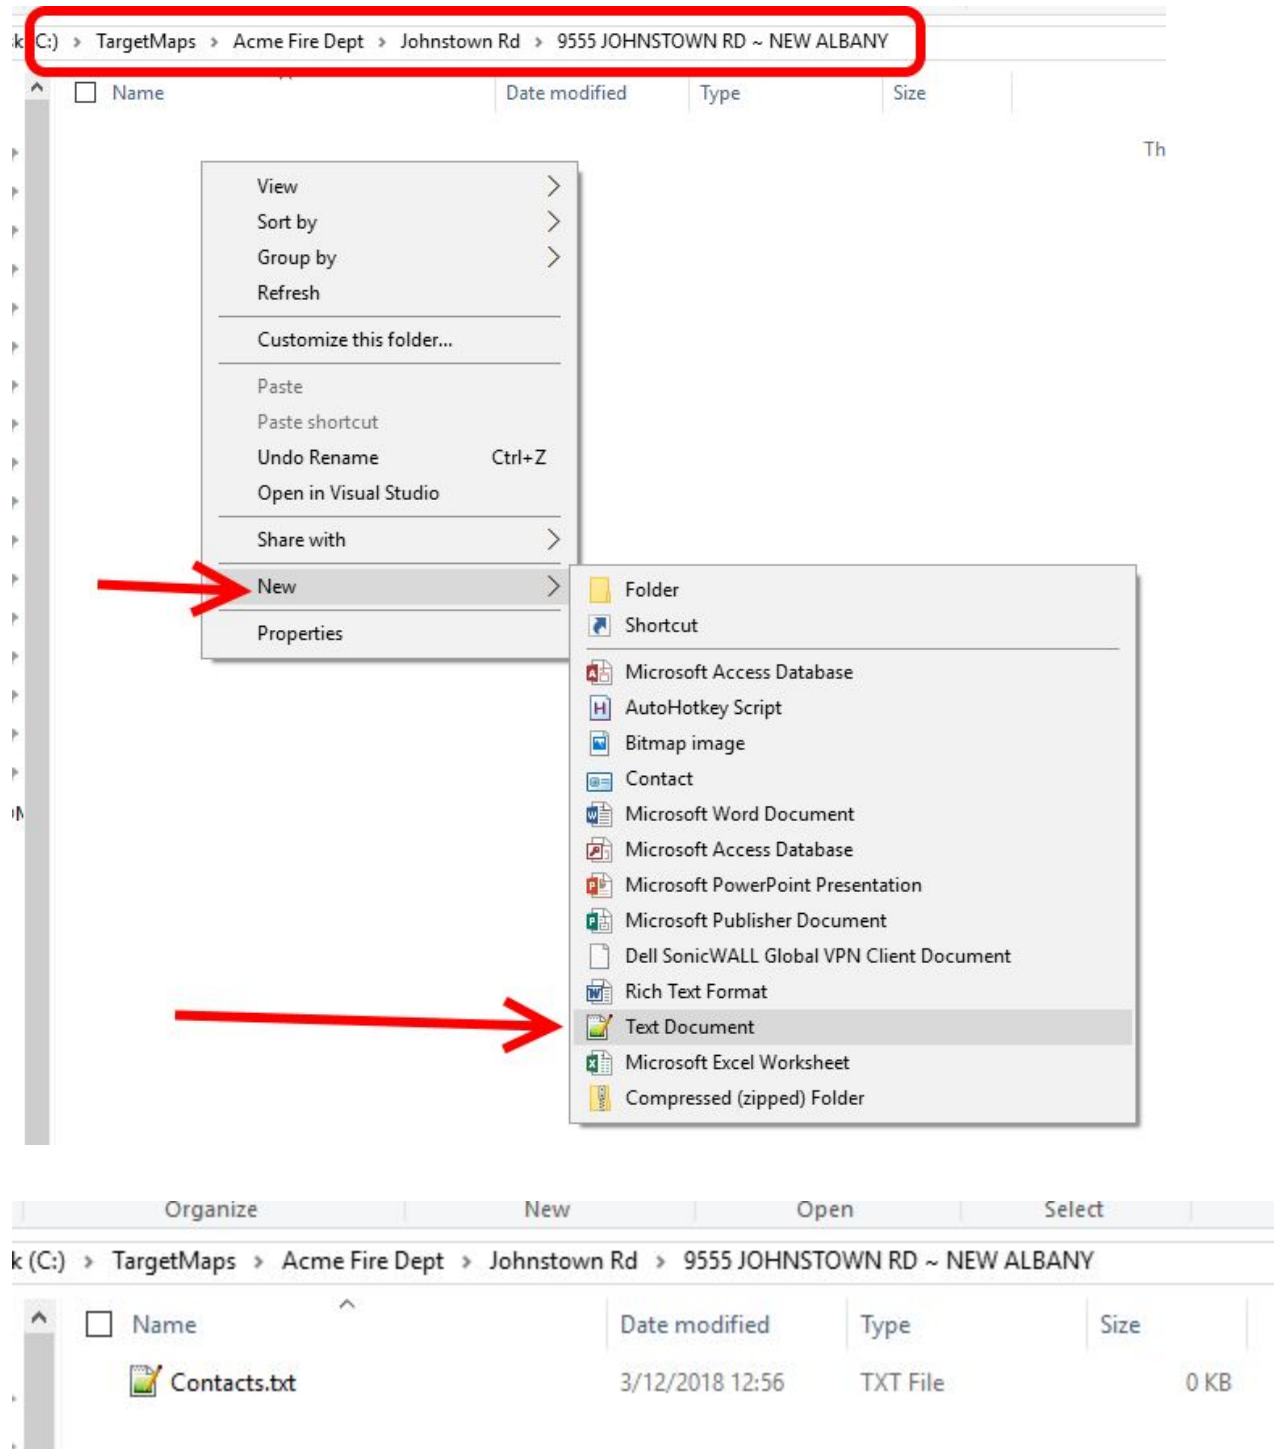 k (C:) › TargetMaps › Acme Fire Dept › Johnstown Rd › 9555 JOHNSTOWN RD ~ NEW ALBANY
Name Date modified Type Size
Th
View
Sort by
Group by
Refresh
Customize this folder...
Paste
Paste shortcut
Undo Rename Ctrl+Z
Open in Visual Studio
Share with
New
Properties
Folder
Shortcut
Microsoft Access Database
AutoHotkey Script
Bitmap image
Contact
Microsoft Word Document
Microsoft Access Database
Microsoft PowerPoint Presentation
Microsoft Publisher Document
Dell SonicWALL Global VPN Client Document
Rich Text Format
Text Document
Microsoft Excel Worksheet
Compressed (zipped) Folder
Organize New Open Select
k (C:) › TargetMaps › Acme Fire Dept › Johnstown Rd › 9555 JOHNSTOWN RD ~ NEW ALBANY
Name Date modified Type Size
Contacts.txt 3/12/2018 12:56 TXT File 0 KB